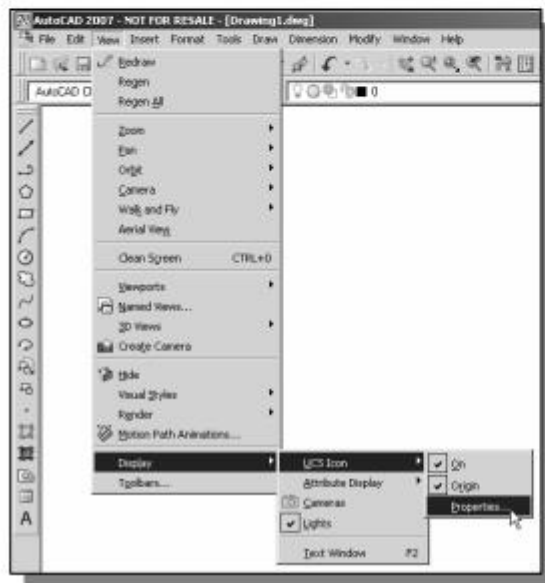 AutoCAD 2007 - NOT FOR RESALE - [Drawing1.dwg]
File Edit View Insert Format Tools Draw Dimension Modify Window Help
AutoCAD
0
Redraw
Regen
Regen All
Zoom
Pan
Orbit
Camera
Walk and Fly
Aerial View
Clean Screen CTRL+0
Viewports
Named Views...
3D Views
Create Camera
Hide
Visual Styles
Render
Motion Path Animations...
Display
Toolbars...
UCS Icon
Attribute Display
Cameras
Lights
Text Window F2
On
Origin
Properties...
A